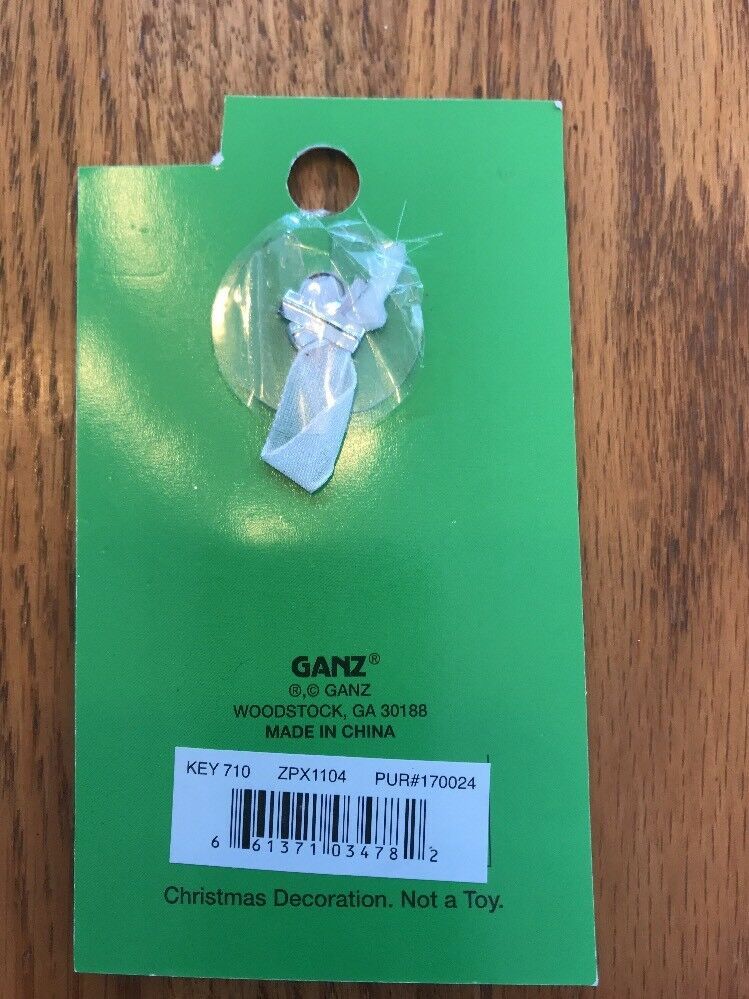 GANZ®
®,© GANZ
WOODSTOCK, GA 30188
MADE IN CHINA
KEY 710 ZPX1104 PUR#170024
6 61371 03478 2
Christmas Decoration. Not a Toy.